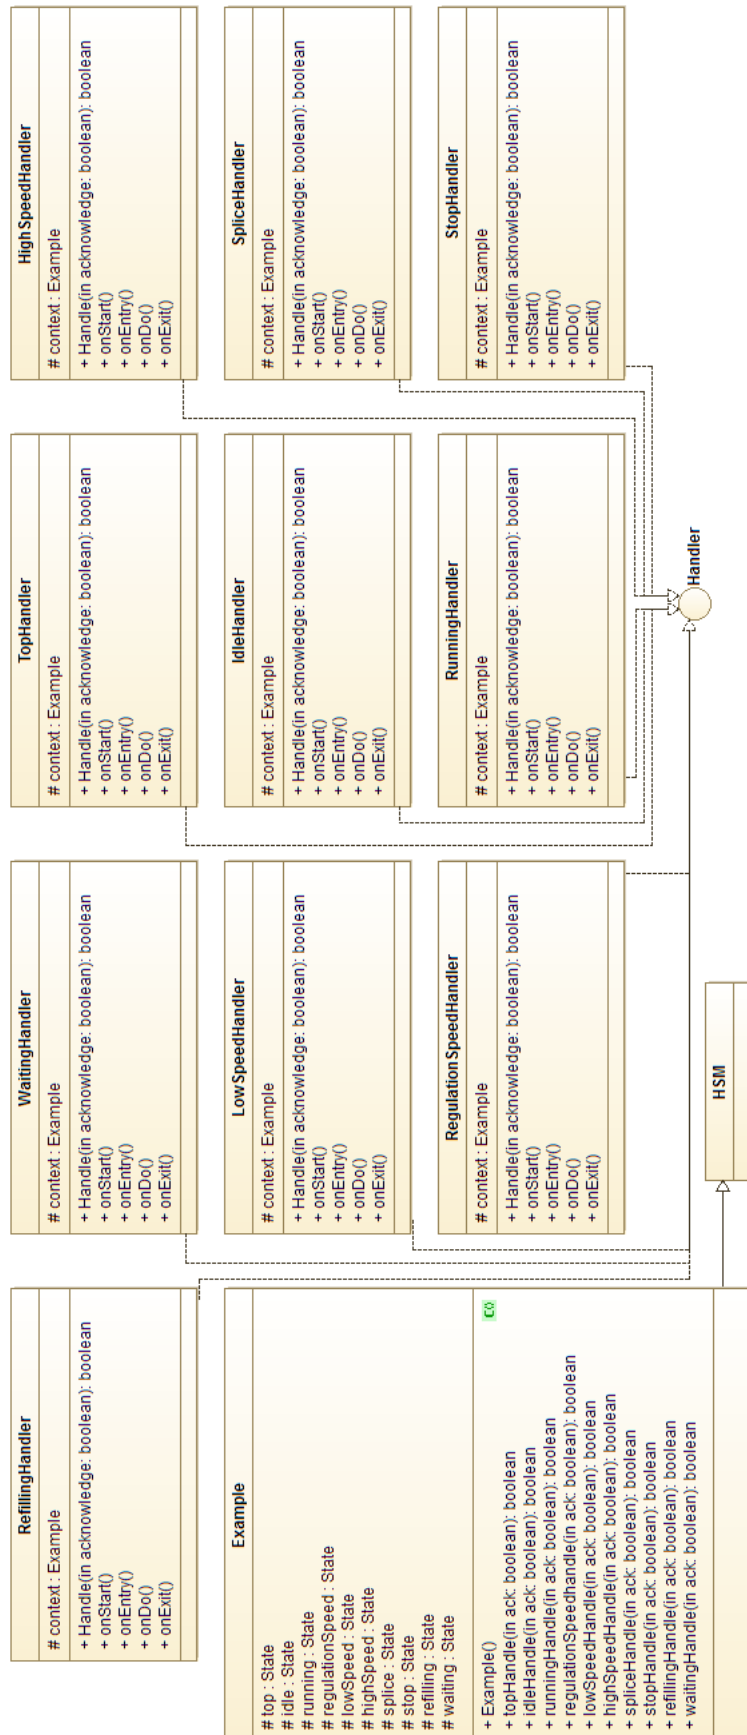 RefillingHandler
# context : Example
+ Handle(in acknowledge: boolean): boolean
+ onStart()
+ onEntry()
+ onDo()
+ onExit()
WaitingHandler
# context : Example
+ Handle(in acknowledge: boolean): boolean
+ onStart()
+ onEntry()
+ onDo()
+ onExit()
TopHandler
# context : Example
+ Handle(in acknowledge: boolean): boolean
+ onStart()
+ onEntry()
+ onDo()
+ onExit()
HighSpeedHandler
# context : Example
+ Handle(in acknowledge: boolean): boolean
+ onStart()
+ onEntry()
+ onDo()
+ onExit()
Example
# top : State
# idle : State
# running : State
# regulationSpeed : State
# lowSpeed : State
# highSpeed : State
# splice : State
# stop : State
# refilling : State
# waiting : State
+ Example()
+ topHandle(in ack: boolean): boolean
+ idleHandle(in ack: boolean): boolean
+ runningHandle(in ack: boolean): boolean
+ regulationSpeedhandle(in ack: boolean): boolean
+ lowSpeedHandle(in ack: boolean): boolean
+ highSpeedHandle(in ack: boolean): boolean
+ spliceHandle(in ack: boolean): boolean
+ stopHandle(in ack: boolean): boolean
+ refillingHandle(in ack: boolean): boolean
+ waitingHandle(in ack: boolean): boolean
LowSpeedHandler
# context : Example
+ Handle(in acknowledge: boolean): boolean
+ onStart()
+ onEntry()
+ onDo()
+ onExit()
IdleHandler
# context : Example
+ Handle(in acknowledge: boolean): boolean
+ onStart()
+ onEntry()
+ onDo()
+ onExit()
SpliceHandler
# context : Example
+ Handle(in acknowledge: boolean): boolean
+ onStart()
+ onEntry()
+ onDo()
+ onExit()
RegulationSpeedHandler
# context : Example
+ Handle(in acknowledge: boolean): boolean
+ onStart()
+ onEntry()
+ onDo()
+ onExit()
RunningHandler
# context : Example
+ Handle(in acknowledge: boolean): boolean
+ onStart()
+ onEntry()
+ onDo()
+ onExit()
StopHandler
# context : Example
+ Handle(in acknowledge: boolean): boolean
+ onStart()
+ onEntry()
+ onDo()
+ onExit()
HSM
Handler